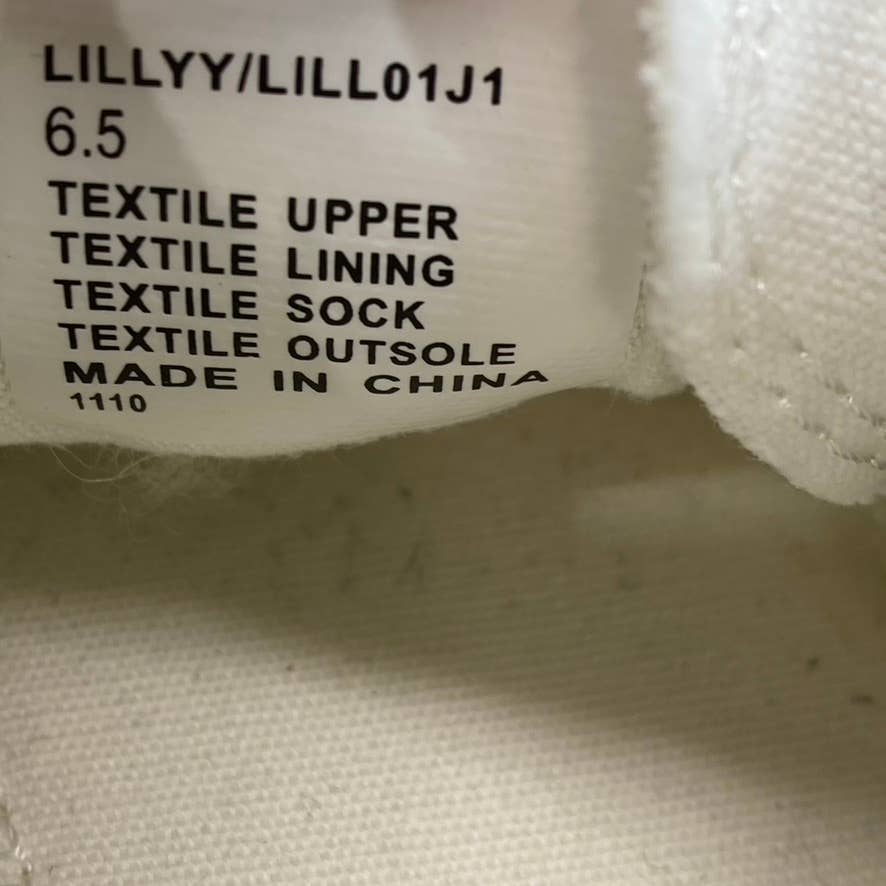 LILLYY/LILL01J1
6.5
TEXTILE UPPER
TEXTILE LINING
TEXTILE SOCK
TEXTILE OUTSOLE
MADE IN CHINA
1110